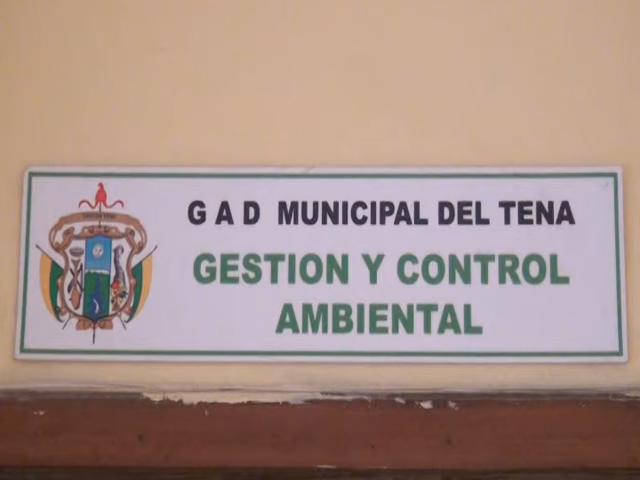 G A D MUNICIPAL DEL TENA
GESTION Y CONTROL
AMBIENTAL